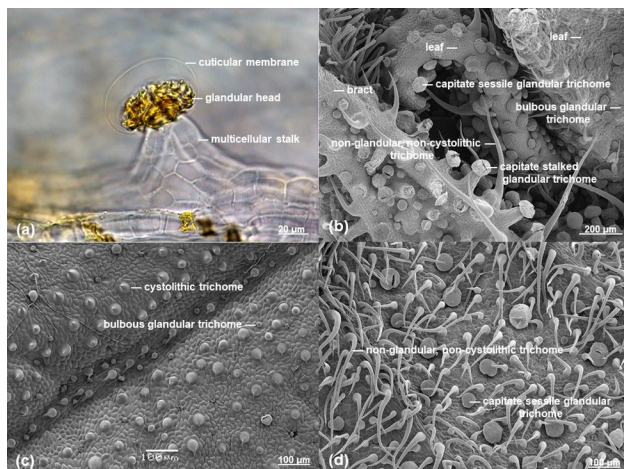 cuticular membrane
glandular head
multicellular stalk
(a)
20 µm
leaf
leaf
capitate sessile glandular trichome
bract
bulbous glandular
trichome
non-glandular, non-cystolithic
trichome
capitate stalked
glandular trichome
(b)
200 µm
cystolithic trichome
bulbous glandular trichome
(c)
100µm
100 µm
non-glandular, non-cystolithic trichome
capitate sessile glandular
trichome
(d)
100 µm